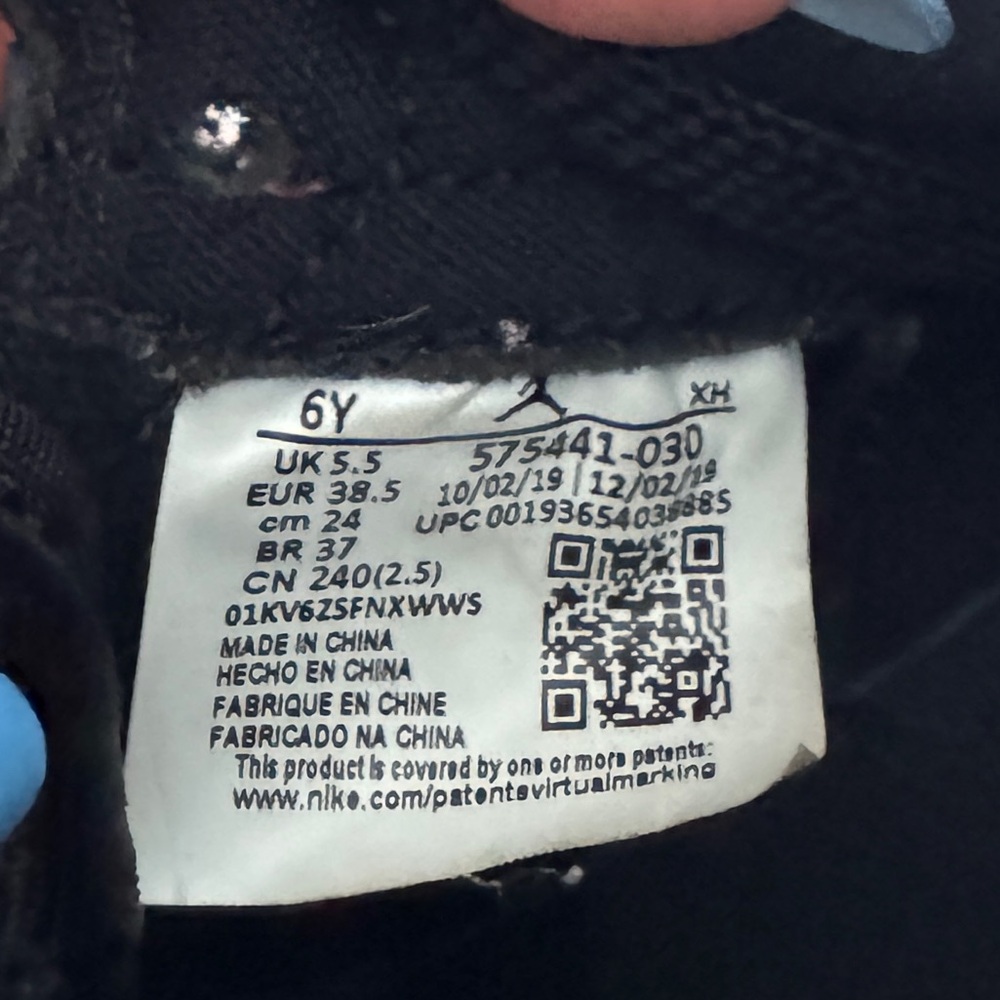 6Y XH
UK 5.5 575441-030
EUR 38.5 10/02/19 | 12/02/19
cm 24 UPC
BR 37
CN 240(2.5)
01KV6ZSFNXWWS
MADE IN CHINA
HECHO EN CHINA
FABRIQUE EN CHINE
FABRICADO NA CHINA
This product is covered by one or more patents:
www.nike.com/patentsvirtualmarking